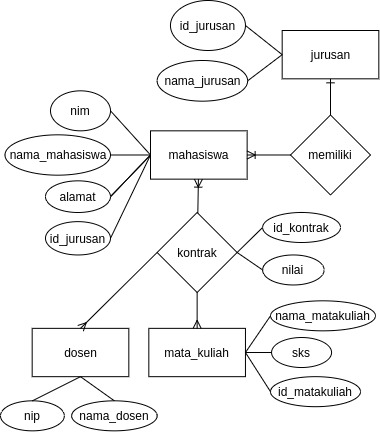 id_jurusan
jurusan
nama_jurusan
nim
mahasiswa
nama_mahasiswa
memiliki
alamat
id_jurusan
id_kontrak
kontrak
nilai
nama_matakuliah
dosen
mata_kuliah
sks
id_matakuliah
nip
nama_dosen